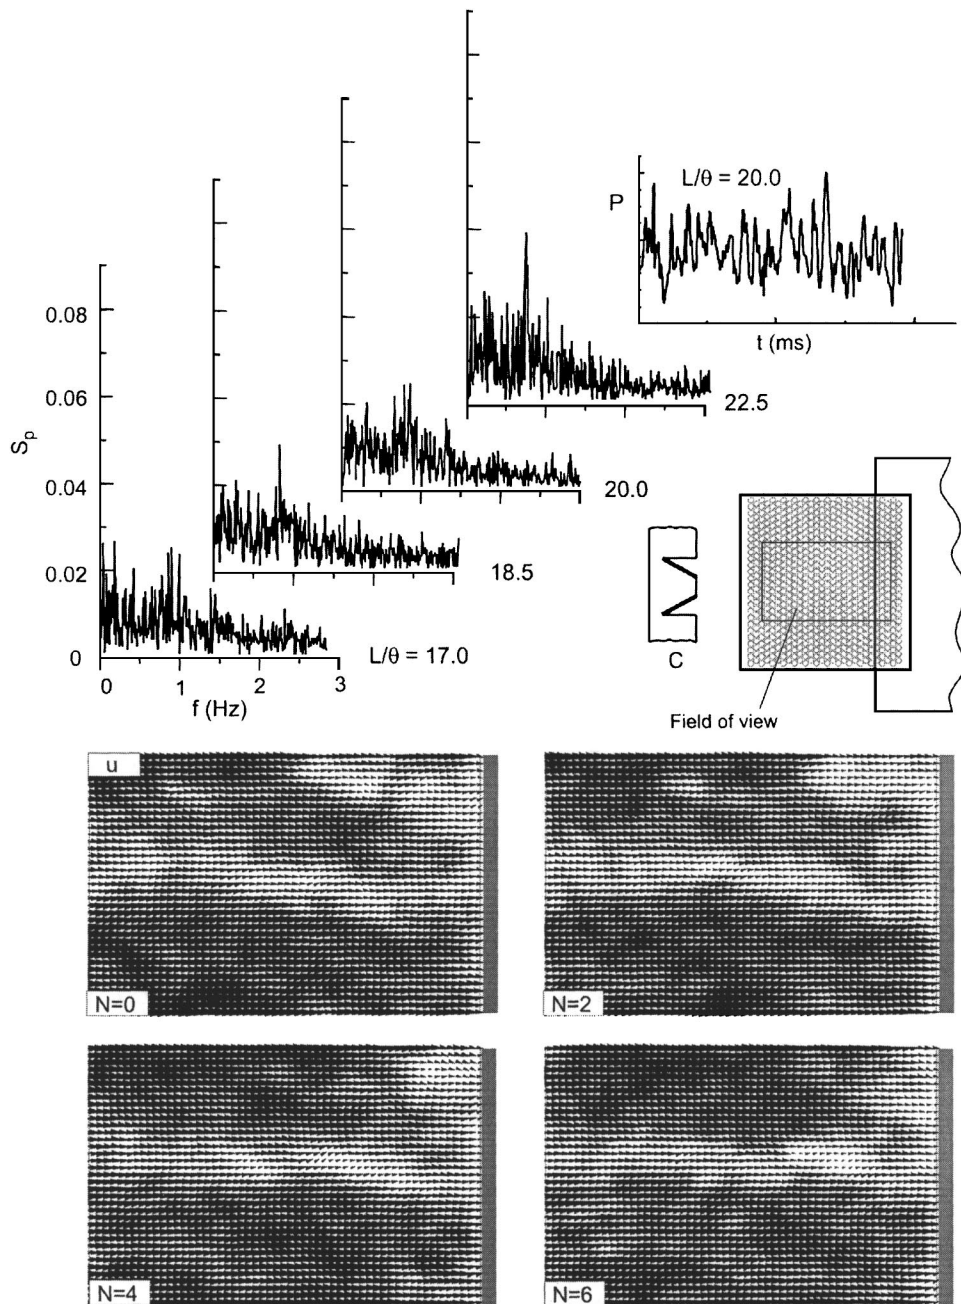 L/θ = 20.0
P
t (ms)
0.08
0.06
0.04
0.02
0
S_p
22.5
20.0
18.5
L/θ = 17.0
0 1 2 3
f (Hz)
C
Field of view
u
N=0
N=2
N=4
N=6